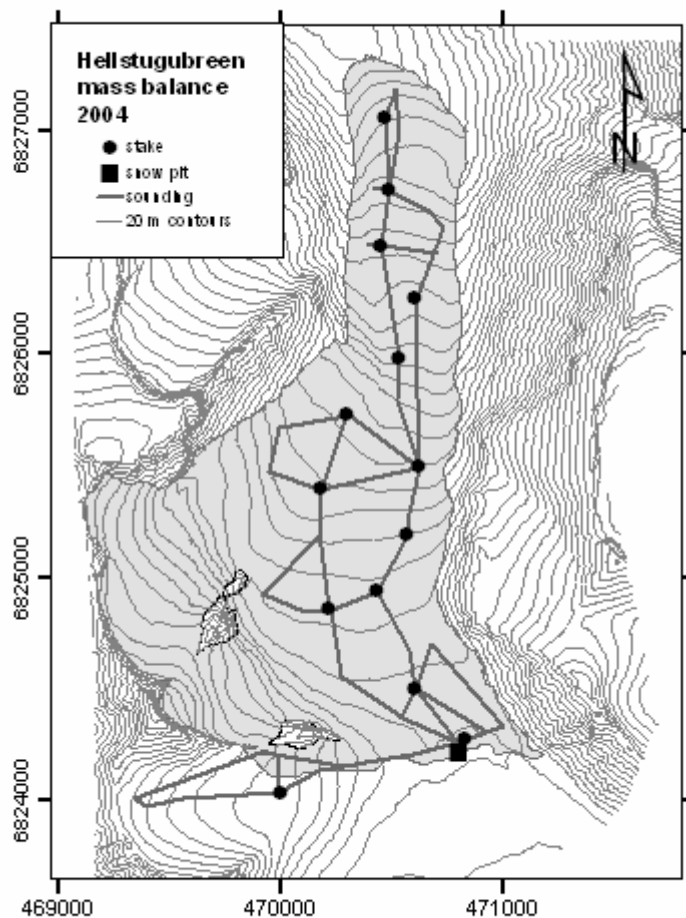 Hellstugubreen
mass balance
2004
stake
snow pit
sounding
20 m contours
N
6827000
6826000
6825000
6824000
469000 470000 471000